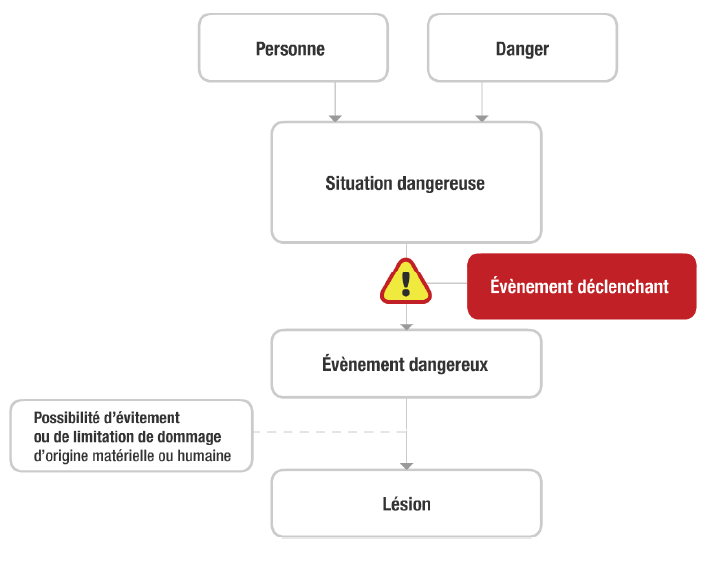 Personne
Danger
Situation dangereuse
!
Évènement déclenchant
Évènement dangereux
Possibilité d'évitement
ou de limitation de dommage
d'origine matérielle ou humaine
Lésion